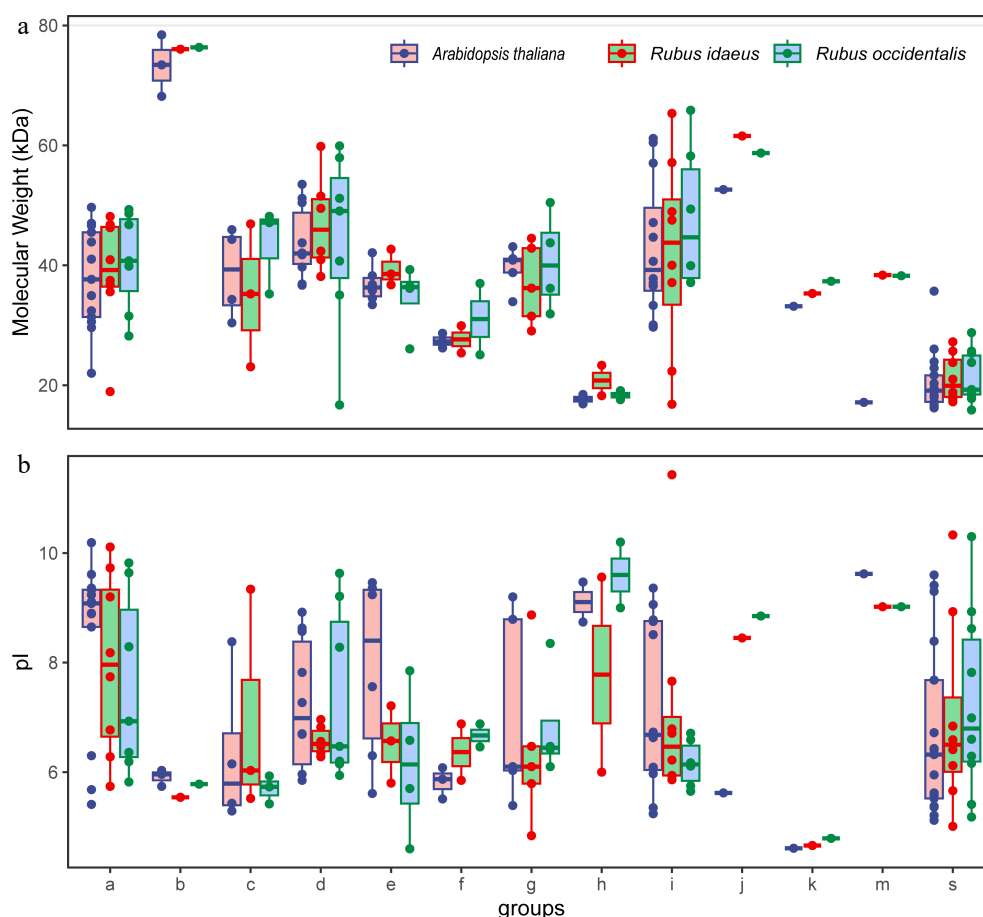 a
80
60
40
20
Molecular Weight (kDa)
Arabidopsis thaliana Rubus idaeus Rubus occidentalis
b
10
8
6
pI
a b c d e f g h i j k m s
groups